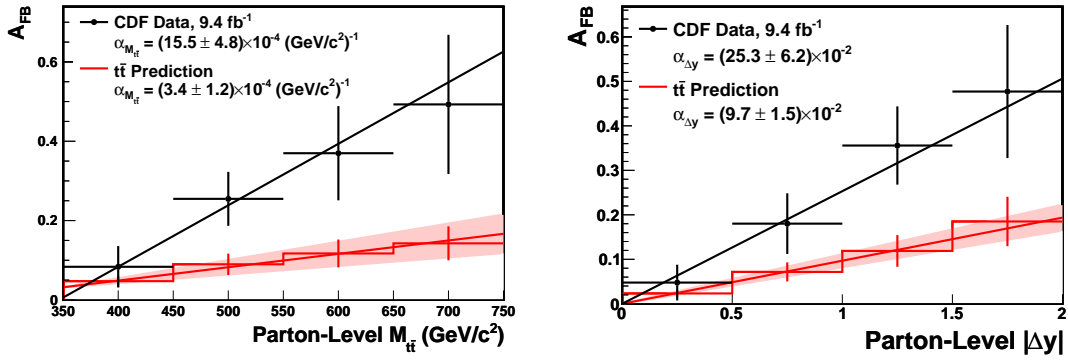 A_FB
CDF Data, 9.4 fb⁻¹
α_M_tt̄ = (15.5 ± 4.8)×10⁻⁴ (GeV/c²)⁻¹
tt̄ Prediction
α_M_tt̄ = (3.4 ± 1.2)×10⁻⁴ (GeV/c²)⁻¹
0.6
0.4
0.2
0
350 400 450 500 550 600 650 700 750
Parton-Level M_tt̄ (GeV/c²)
A_FB
CDF Data, 9.4 fb⁻¹
α_Δy = (25.3 ± 6.2)×10⁻²
tt̄ Prediction
α_Δy = (9.7 ± 1.5)×10⁻²
0.6
0.5
0.4
0.3
0.2
0.1
0
0 0.5 1 1.5 2
Parton-Level |Δy|